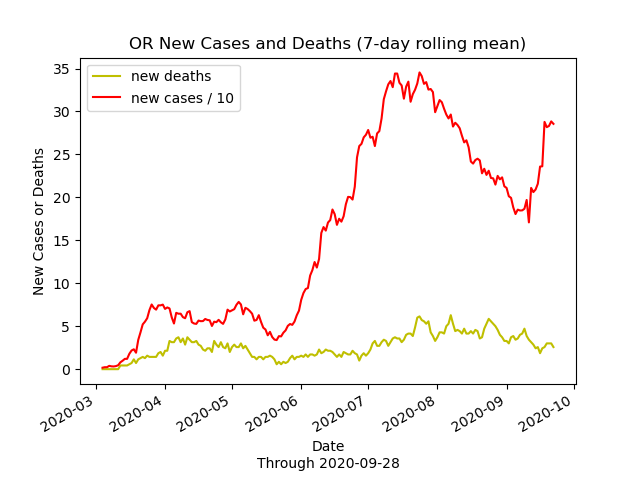 OR New Cases and Deaths (7-day rolling mean)
new deaths
new cases / 10
New Cases or Deaths
35
30
25
20
15
10
5
0
2020-03
2020-04
2020-05
2020-06
2020-07
2020-08
2020-09
2020-10
Date
Through 2020-09-28